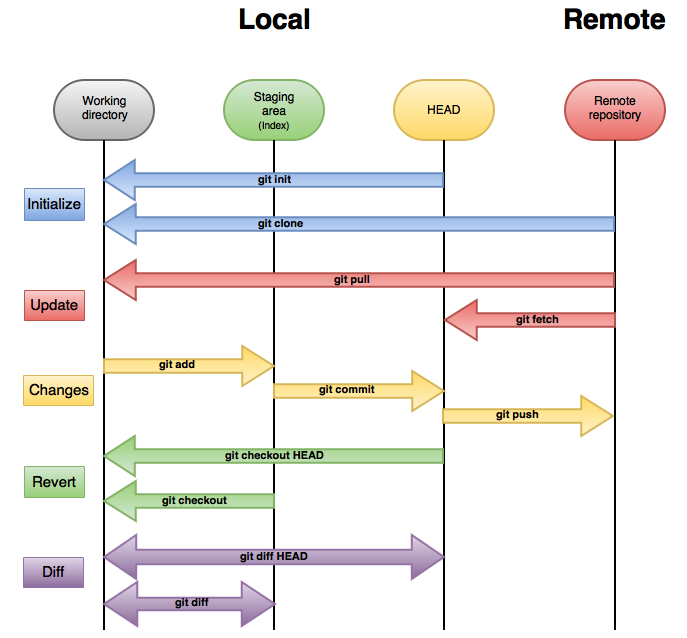 Local
Remote
Working
directory
Staging
area
(Index)
HEAD
Remote
repository
Initialize
git init
git clone
Update
git pull
git fetch
Changes
git add
git commit
git push
Revert
git checkout HEAD
git checkout
Diff
git diff HEAD
git diff